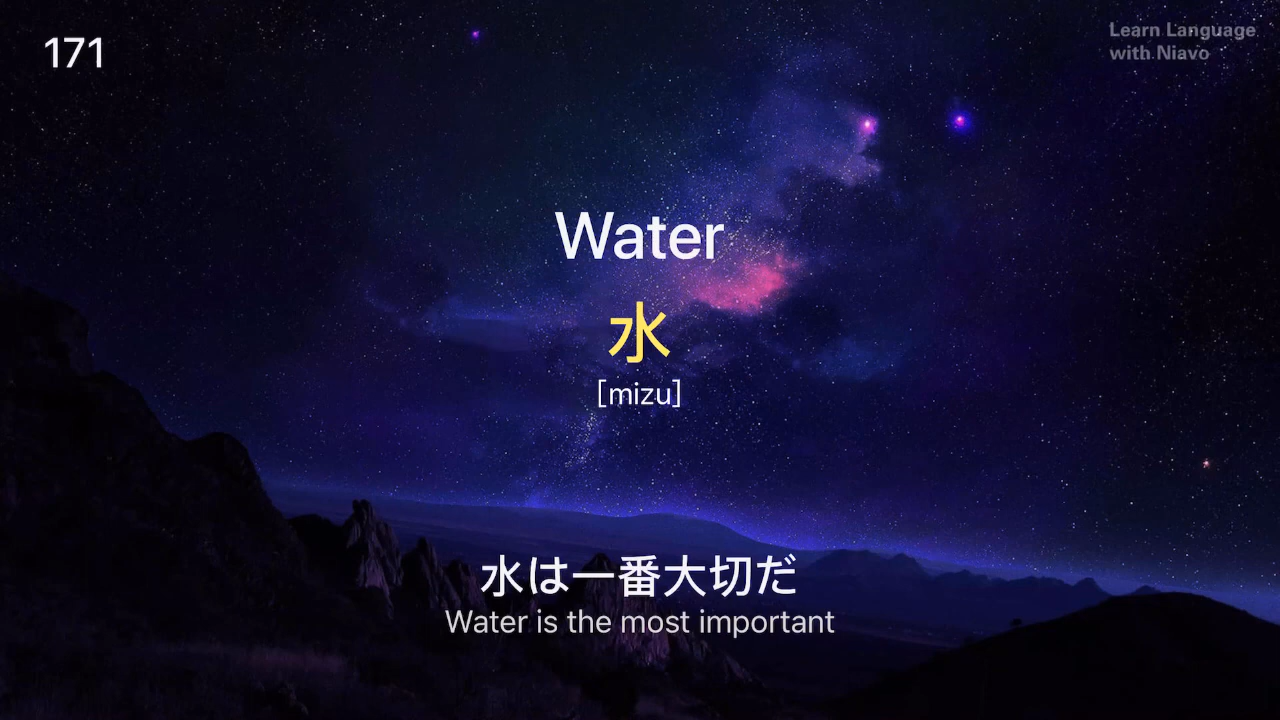 171
Learn Language
with Niavo
Water
水
[mizu]
水は一番大切だ
Water is the most important